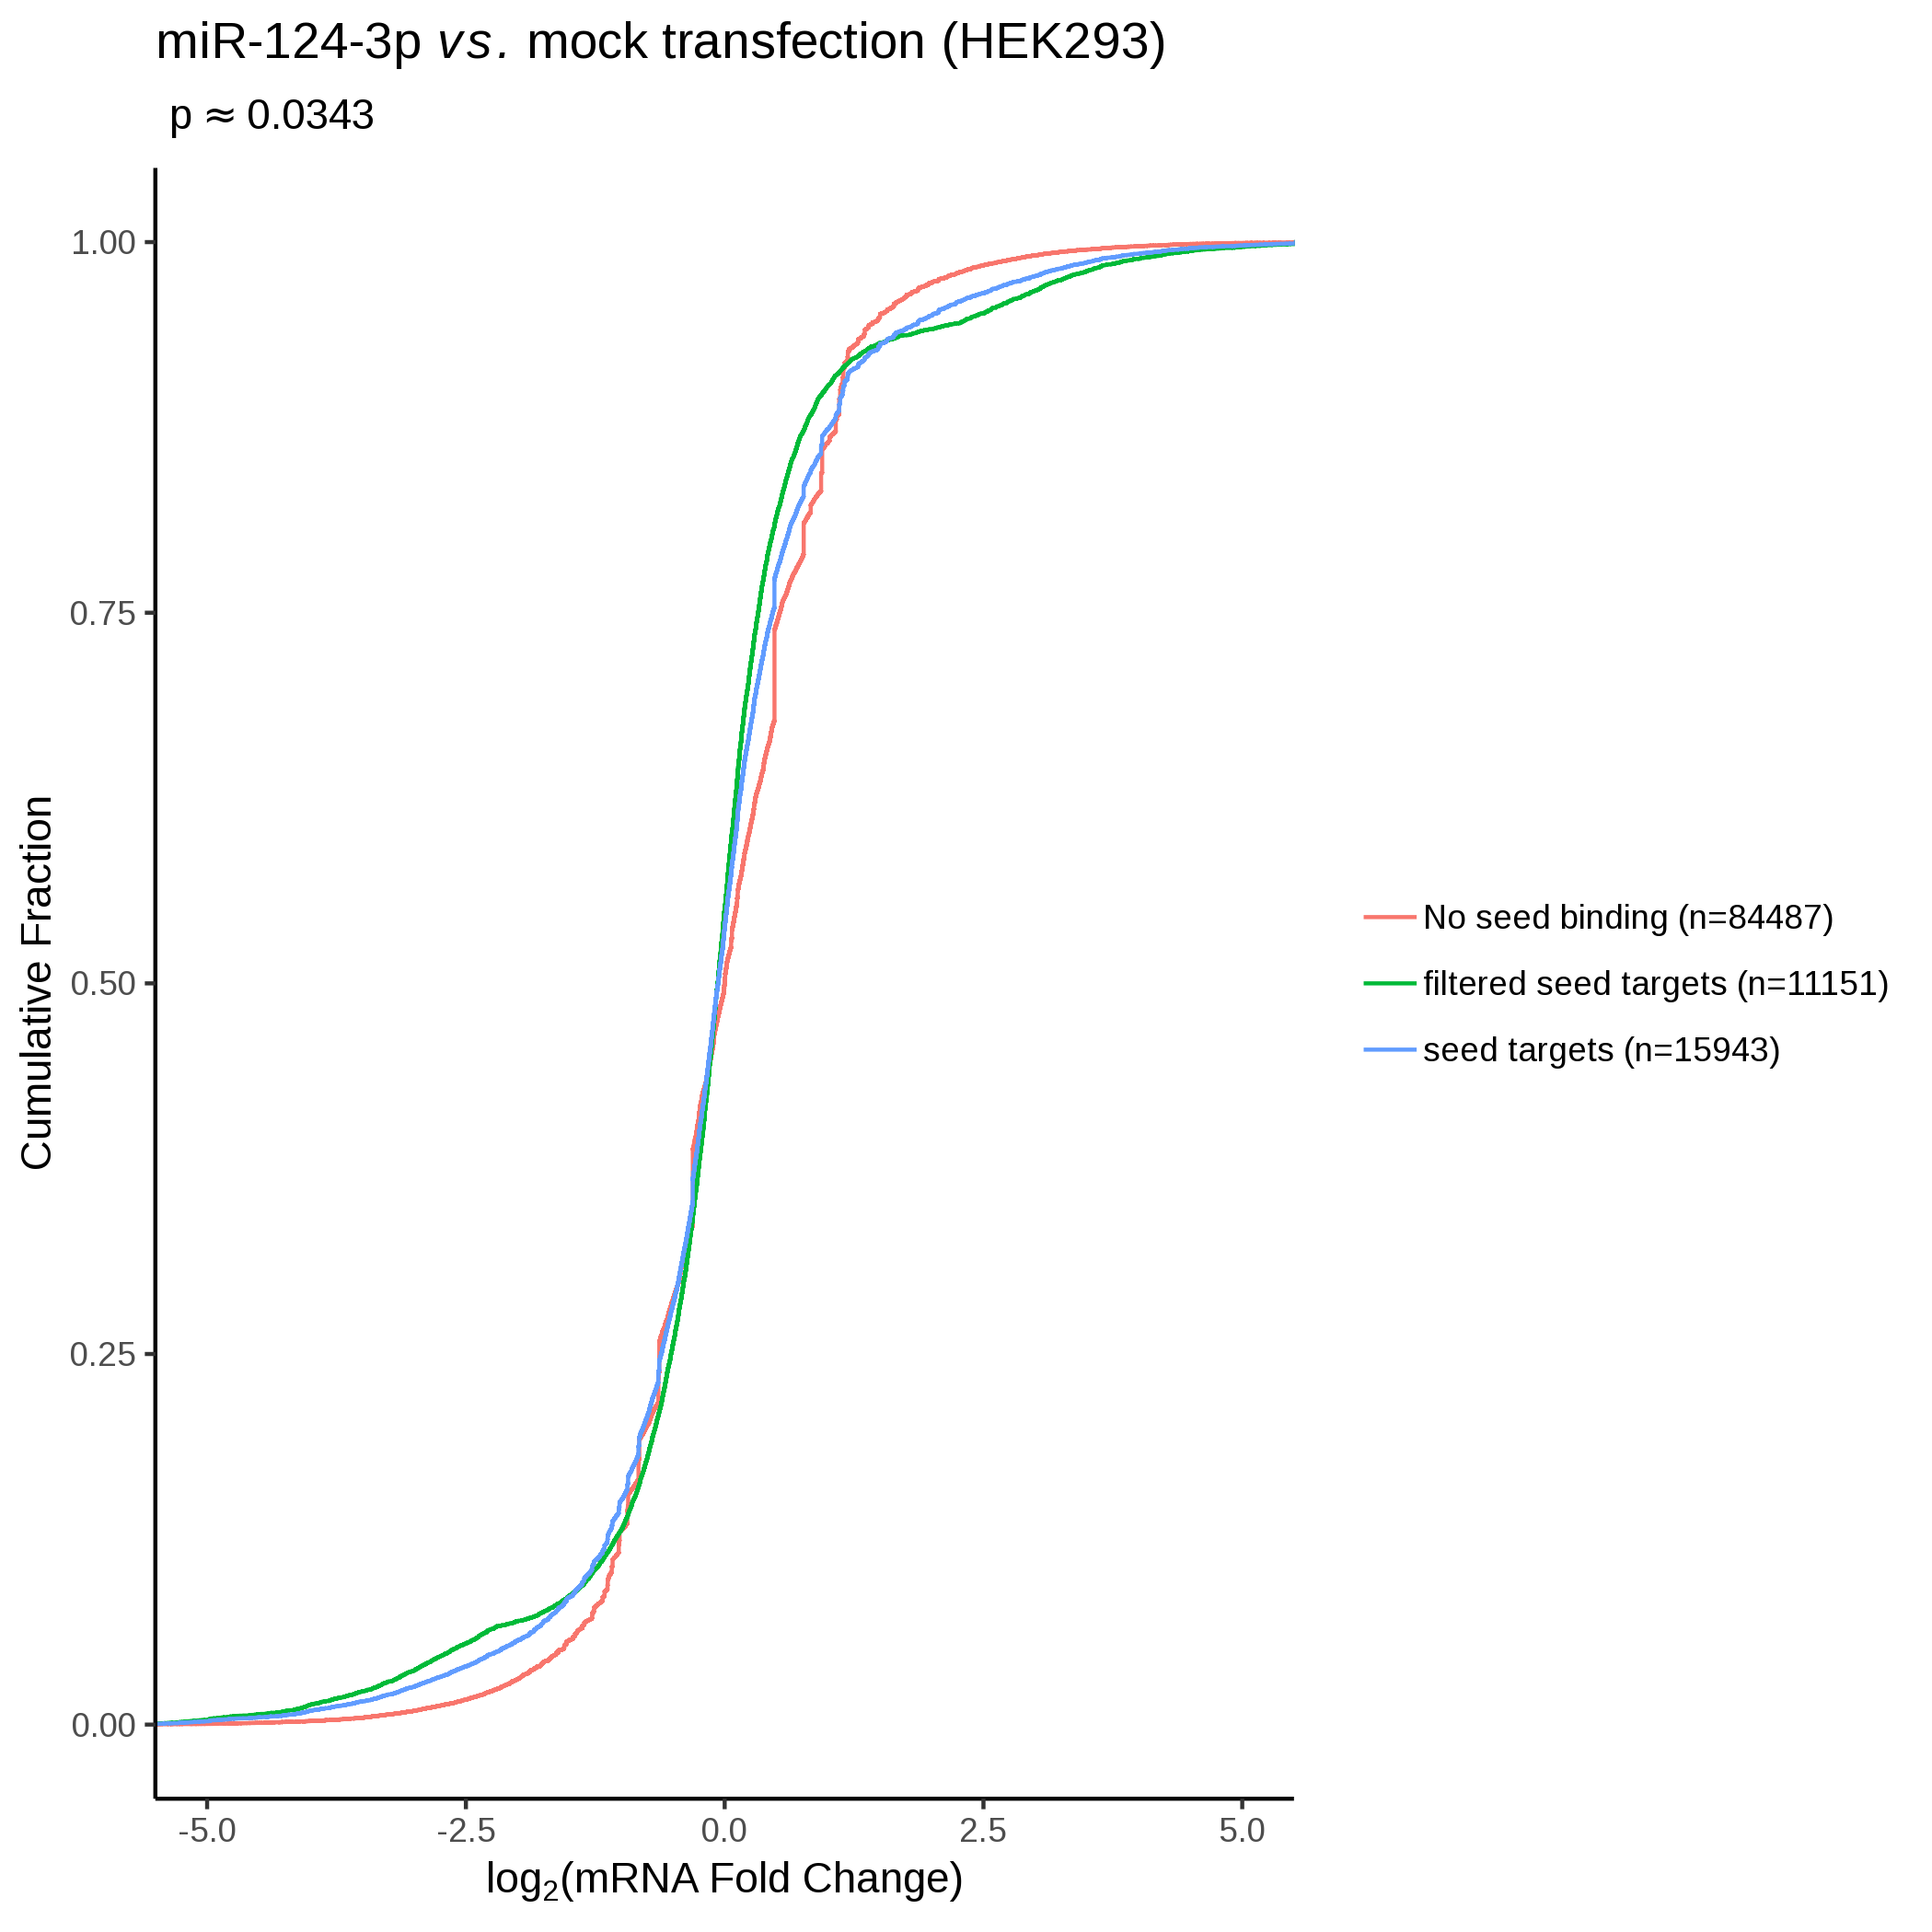 miR-124-3p vs. mock transfection (HEK293)
p ≈ 0.0343
1.00
0.75
0.50
0.25
0.00
Cumulative Fraction
-5.0 -2.5 0.0 2.5 5.0
log₂(mRNA Fold Change)
No seed binding (n=84487)
filtered seed targets (n=11151)
seed targets (n=15943)